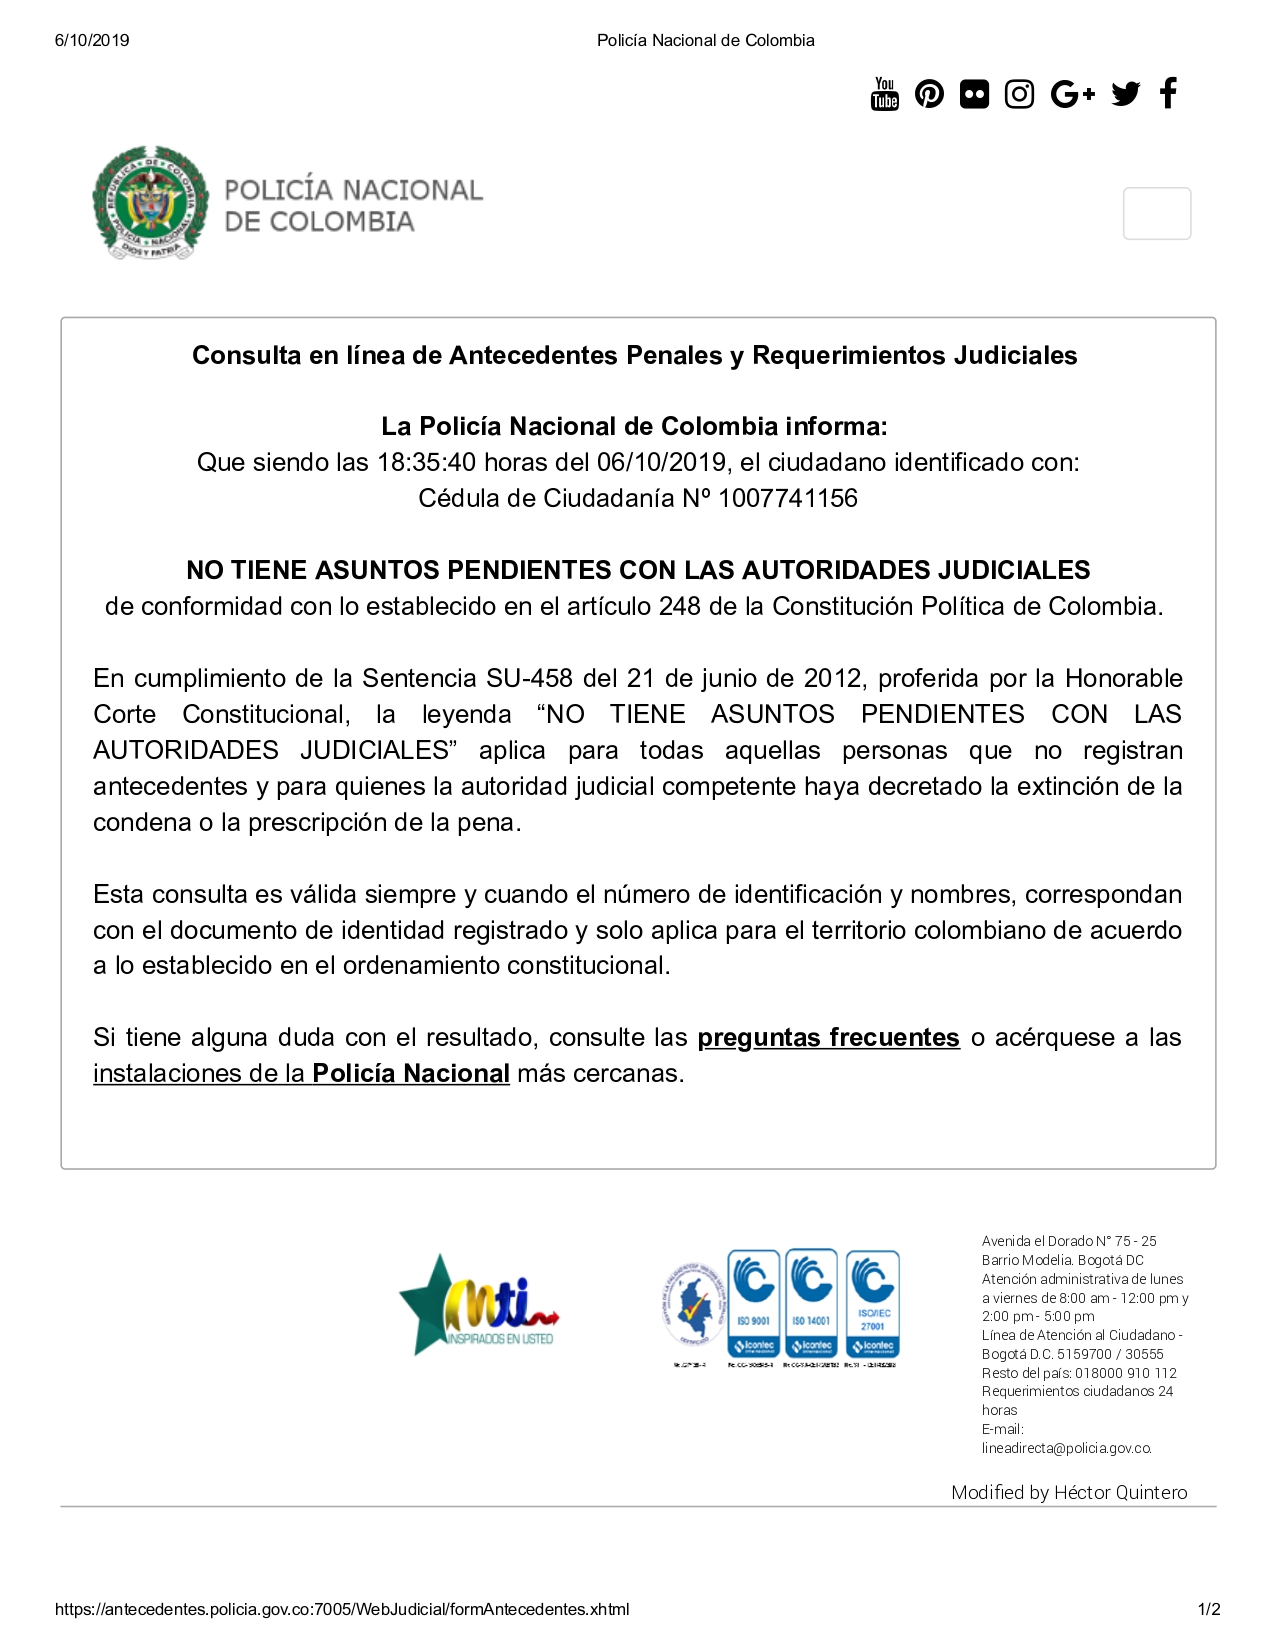 6/10/2019
Policía Nacional de Colombia
You
Tube
G+
REPUBLICA DE COLOMBIA
POLICIA NACIONAL
DIOS Y PATRIA
POLICÍA NACIONAL
DE COLOMBIA
Consulta en línea de Antecedentes Penales y Requerimientos Judiciales
La Policía Nacional de Colombia informa:
Que siendo las 18:35:40 horas del 06/10/2019, el ciudadano identificado con:
Cédula de Ciudadanía Nº 1007741156
NO TIENE ASUNTOS PENDIENTES CON LAS AUTORIDADES JUDICIALES
de conformidad con lo establecido en el artículo 248 de la Constitución Política de Colombia.
En cumplimiento de la Sentencia SU-458 del 21 de junio de 2012, proferida por la Honorable
Corte Constitucional, la leyenda “NO TIENE ASUNTOS PENDIENTES CON LAS
AUTORIDADES JUDICIALES” aplica para todas aquellas personas que no registran
antecedentes y para quienes la autoridad judicial competente haya decretado la extinción de la
condena o la prescripción de la pena.
Esta consulta es válida siempre y cuando el número de identificación y nombres, correspondan
con el documento de identidad registrado y solo aplica para el territorio colombiano de acuerdo
a lo establecido en el ordenamiento constitucional.
Si tiene alguna duda con el resultado, consulte las preguntas frecuentes o acérquese a las
instalaciones de la Policía Nacional más cercanas.
nti
INSPIRADOS EN USTED
ISO 9001
icontec
internacional
ISO 14001
icontec
internacional
ISO/IEC
27001
icontec
internacional
Avenida el Dorado N° 75 - 25
Barrio Modelia. Bogotá DC
Atención administrativa de lunes
a viernes de 8:00 am - 12:00 pm y
2:00 pm - 5:00 pm
Línea de Atención al Ciudadano -
Bogotá D.C. 5159700 / 30555
Resto del país: 018000 910 112
Requerimientos ciudadanos 24
horas
E-mail:
lineadirecta@policia.gov.co.
Modified by Héctor Quintero
https://antecedentes.policia.gov.co:7005/WebJudicial/formAntecedentes.xhtml
1/2